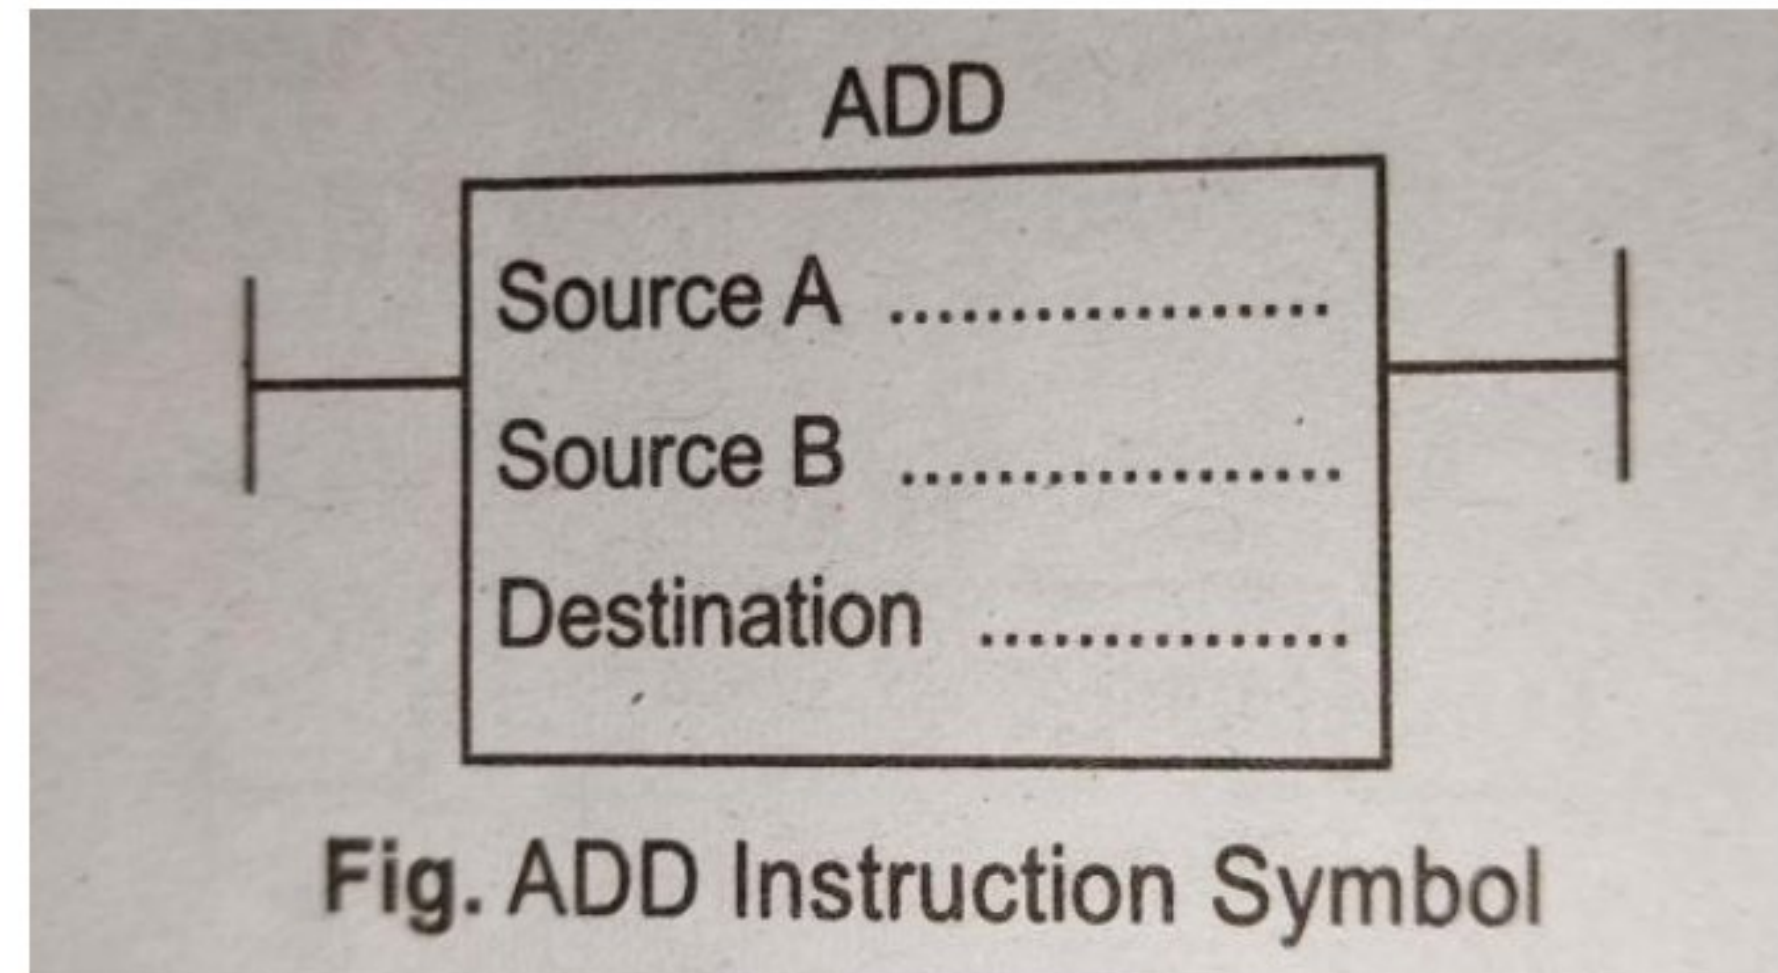 ADD
Source A ..................
Source B ..................
Destination ...............
Fig. ADD Instruction Symbol